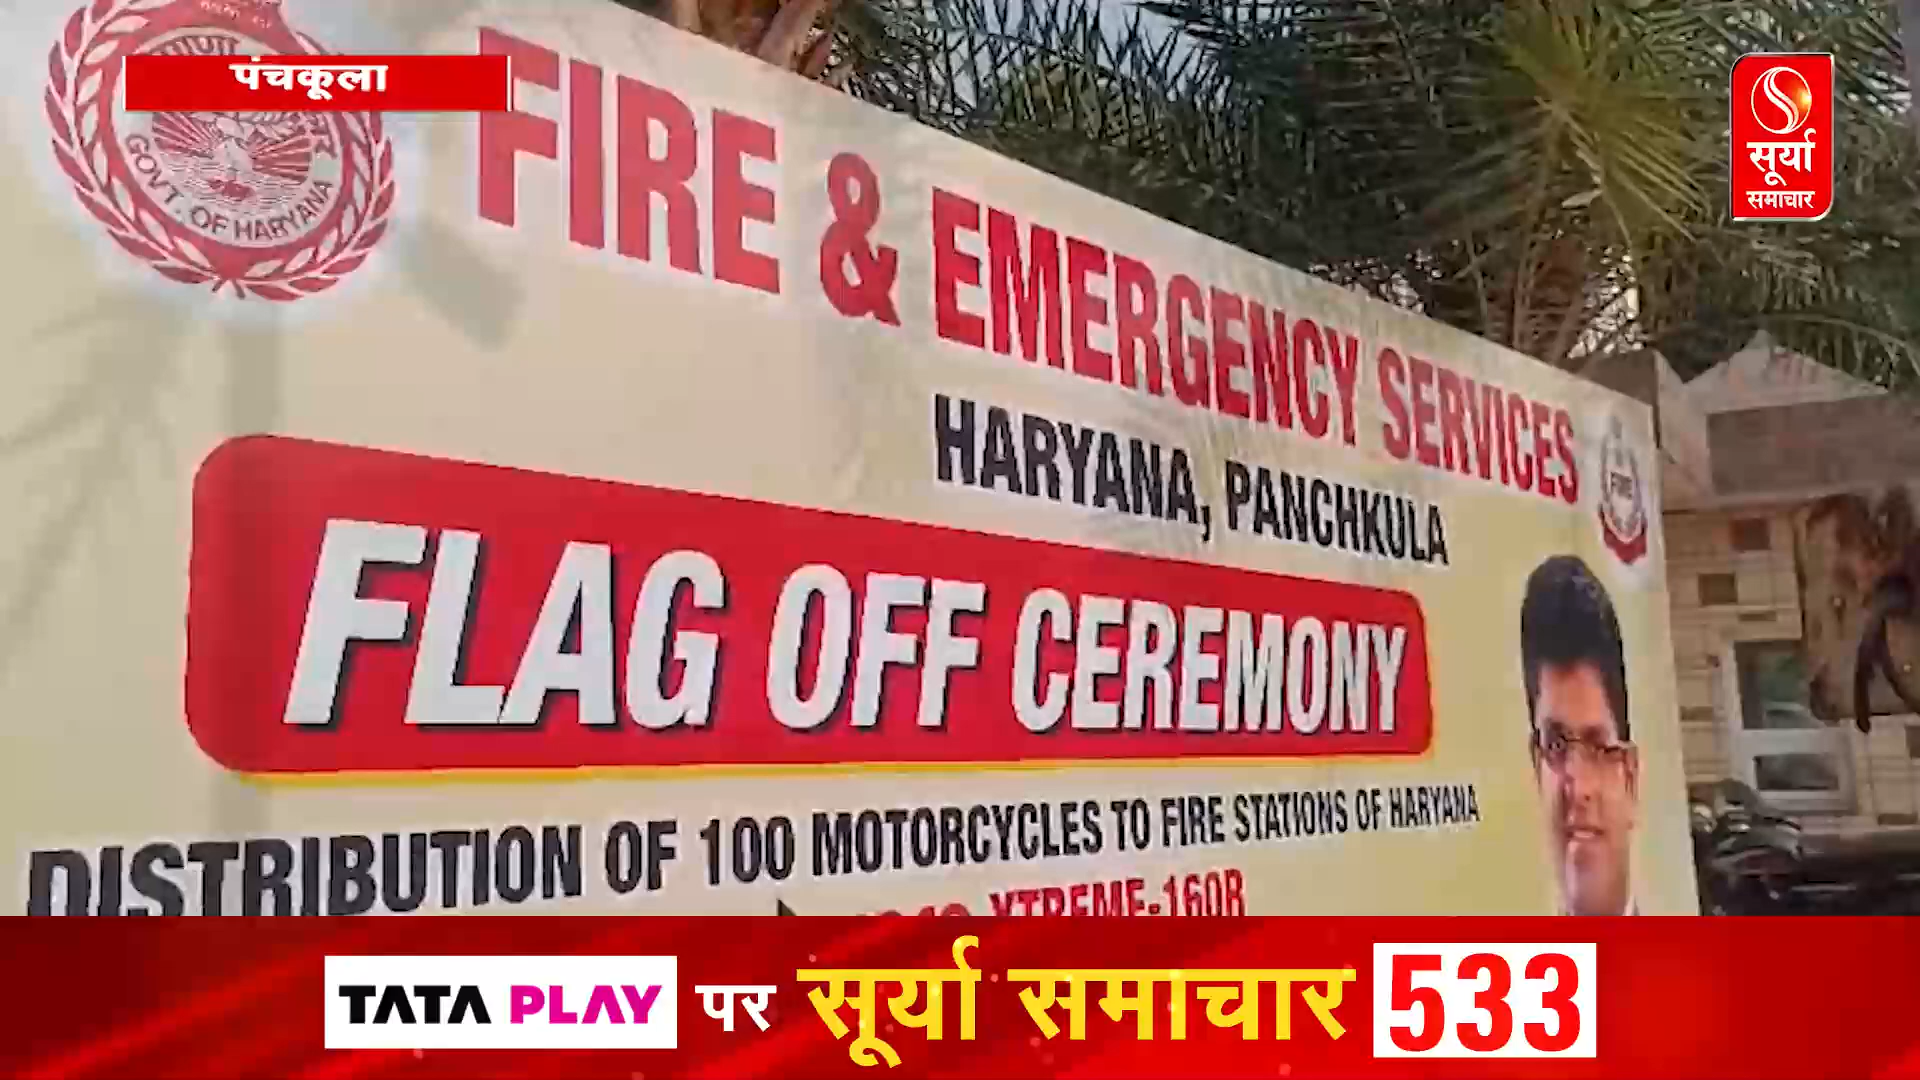 पंचकूला
GOVT. OF HARYANA
FIRE & EMERGENCY SERVICES
HARYANA, PANCHKULA
FIRE
FLAG OFF CEREMONY
DISTRIBUTION OF 100 MOTORCYCLES TO FIRE STATIONS OF HARYANA
XTREME-160R
सूर्या
समाचार
TATA PLAY पर सूर्या समाचार 533